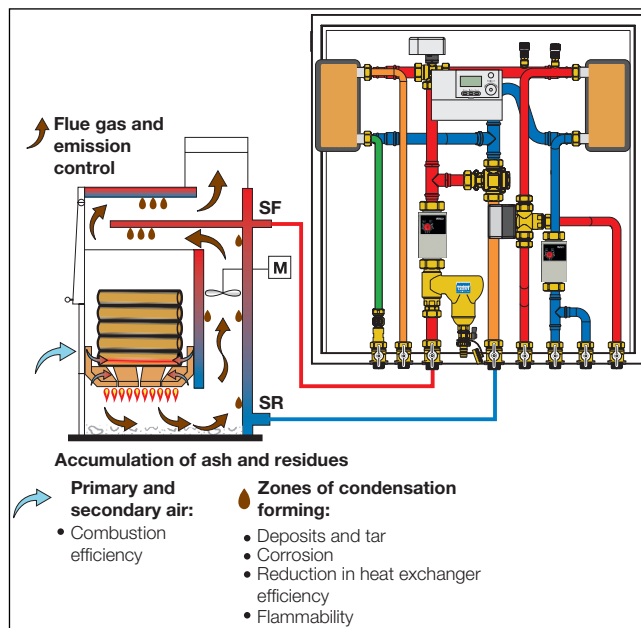 Flue gas and
emission
control
SF
M
SR
Accumulation of ash and residues
Primary and
secondary air:
• Combustion
efficiency
Zones of condensation
forming:
• Deposits and tar
• Corrosion
• Reduction in heat exchanger
efficiency
• Flammability